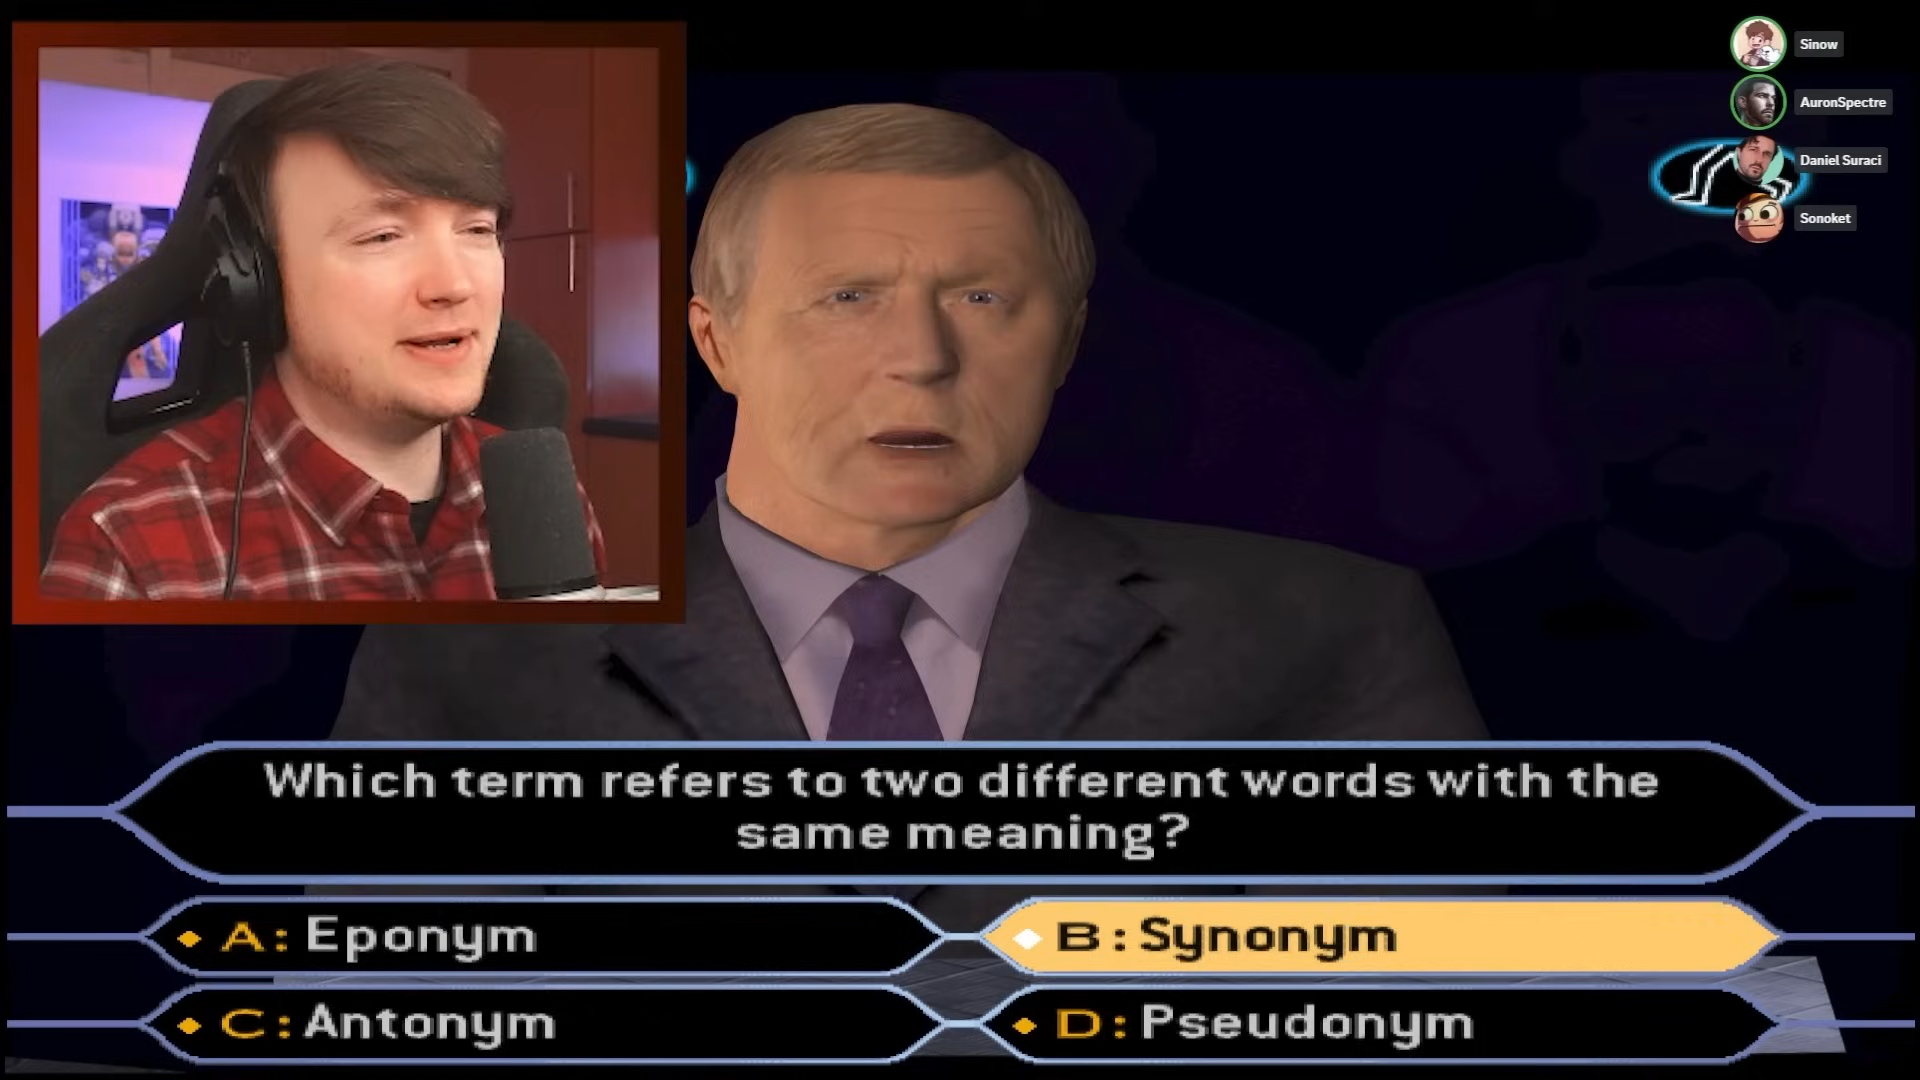 Sinow
AuronSpectre
Daniel Suraci
Sonoket
Which term refers to two different words with the
same meaning?
A: Eponym
B: Synonym
C: Antonym
D: Pseudonym